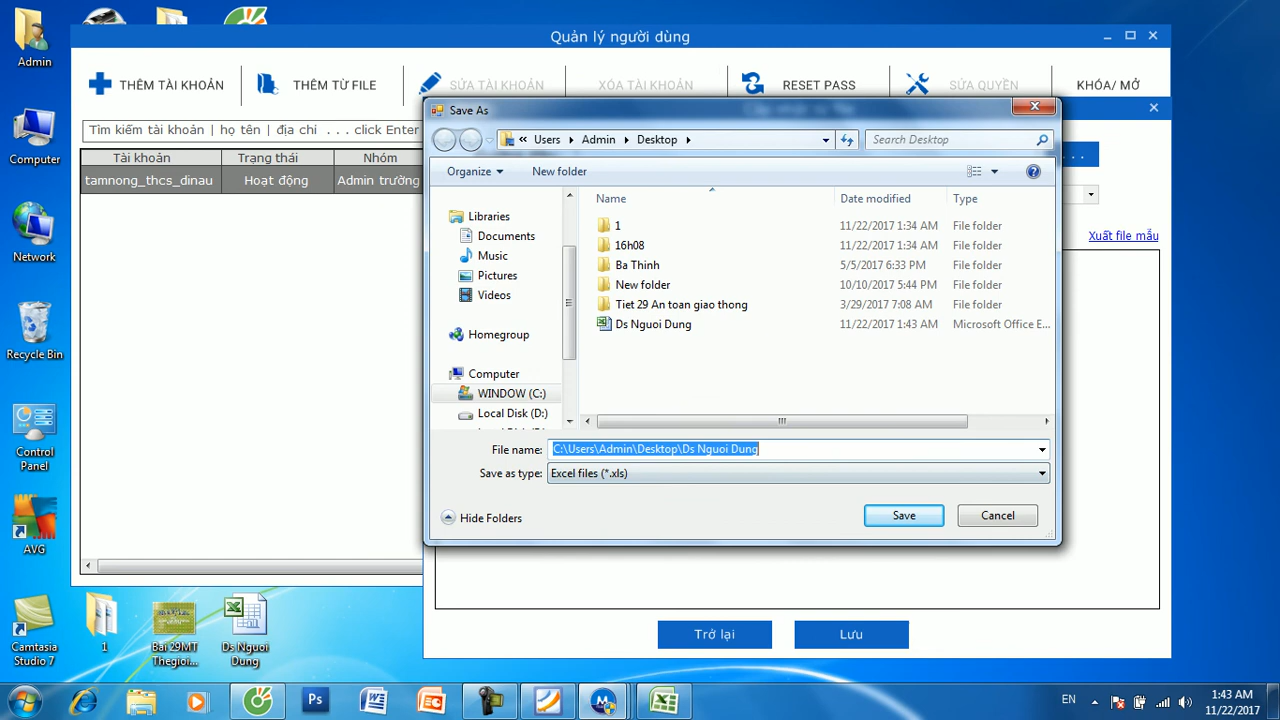 Quản lý người dùng
THÊM TÀI KHOẢN
THÊM TỪ FILE
SỬA TÀI KHOẢN
XÓA TÀI KHOẢN
RESET PASS
SỬA QUYỀN
KHÓA/ MỞ
Tìm kiếm tài khoản | họ tên | địa chỉ . . . click Enter
Tài khoản Trạng thái Nhóm
tamnong_thcs_dinau Hoạt động Admin trường
. . .
Xuất file mẫu
Save As
Users Admin Desktop
Search Desktop
Organize
New folder
Libraries
Documents
Music
Pictures
Videos
Homegroup
Computer
WINDOW (C:)
Local Disk (D:)
Name Date modified Type
1 11/22/2017 1:34 AM File folder
16h08 11/22/2017 1:34 AM File folder
Ba Thinh 5/5/2017 6:33 PM File folder
New folder 10/10/2017 5:44 PM File folder
Tiet 29 An toan giao thong 3/29/2017 7:08 AM File folder
Ds Nguoi Dung 11/22/2017 1:43 AM Microsoft Office E...
File name: C:\Users\Admin\Desktop\Ds Nguoi Dung
Save as type: Excel files (*.xls)
Hide Folders
Save
Cancel
Trở lại
Lưu
Admin
Computer
Network
Recycle Bin
Control
Panel
AVG
Camtasia
Studio 7
1
Bai 29MT
Thegioi...
Ds Nguoi
Dung
Ps
EN
1:43 AM
11/22/2017